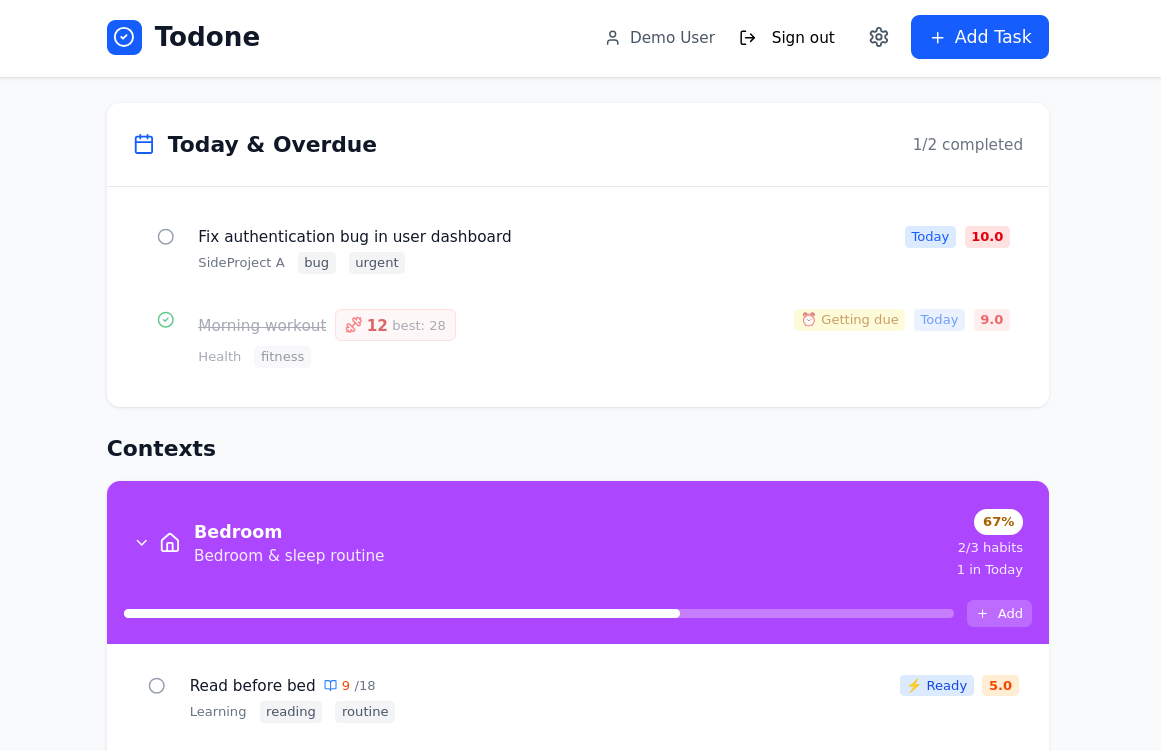 Todone
Demo User Sign out + Add Task
Today & Overdue 1/2 completed
Fix authentication bug in user dashboard Today 10.0
SideProject A bug urgent
Morning workout 12 best: 28 ⏰ Getting due Today 9.0
Health fitness
Contexts
Bedroom 67%
Bedroom & sleep routine 2/3 habits
1 in Today
+ Add
Read before bed 9 /18 ⚡ Ready 5.0
Learning reading routine